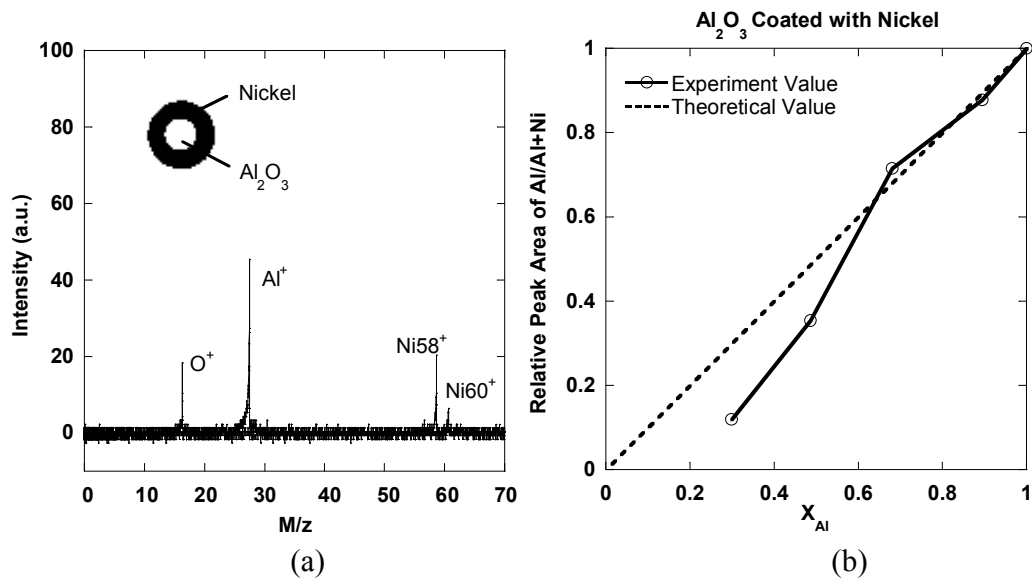 100
80
60
40
20
0
Intensity (a.u.)
Nickel
Al2O3
O+
Al+
Ni58+
Ni60+
0 10 20 30 40 50 60 70
M/z
(a)
Al2O3 Coated with Nickel
1
0.8
0.6
0.4
0.2
0
Relative Peak Area of Al/Al+Ni
Experiment Value
Theoretical Value
0 0.2 0.4 0.6 0.8 1
XAl
(b)